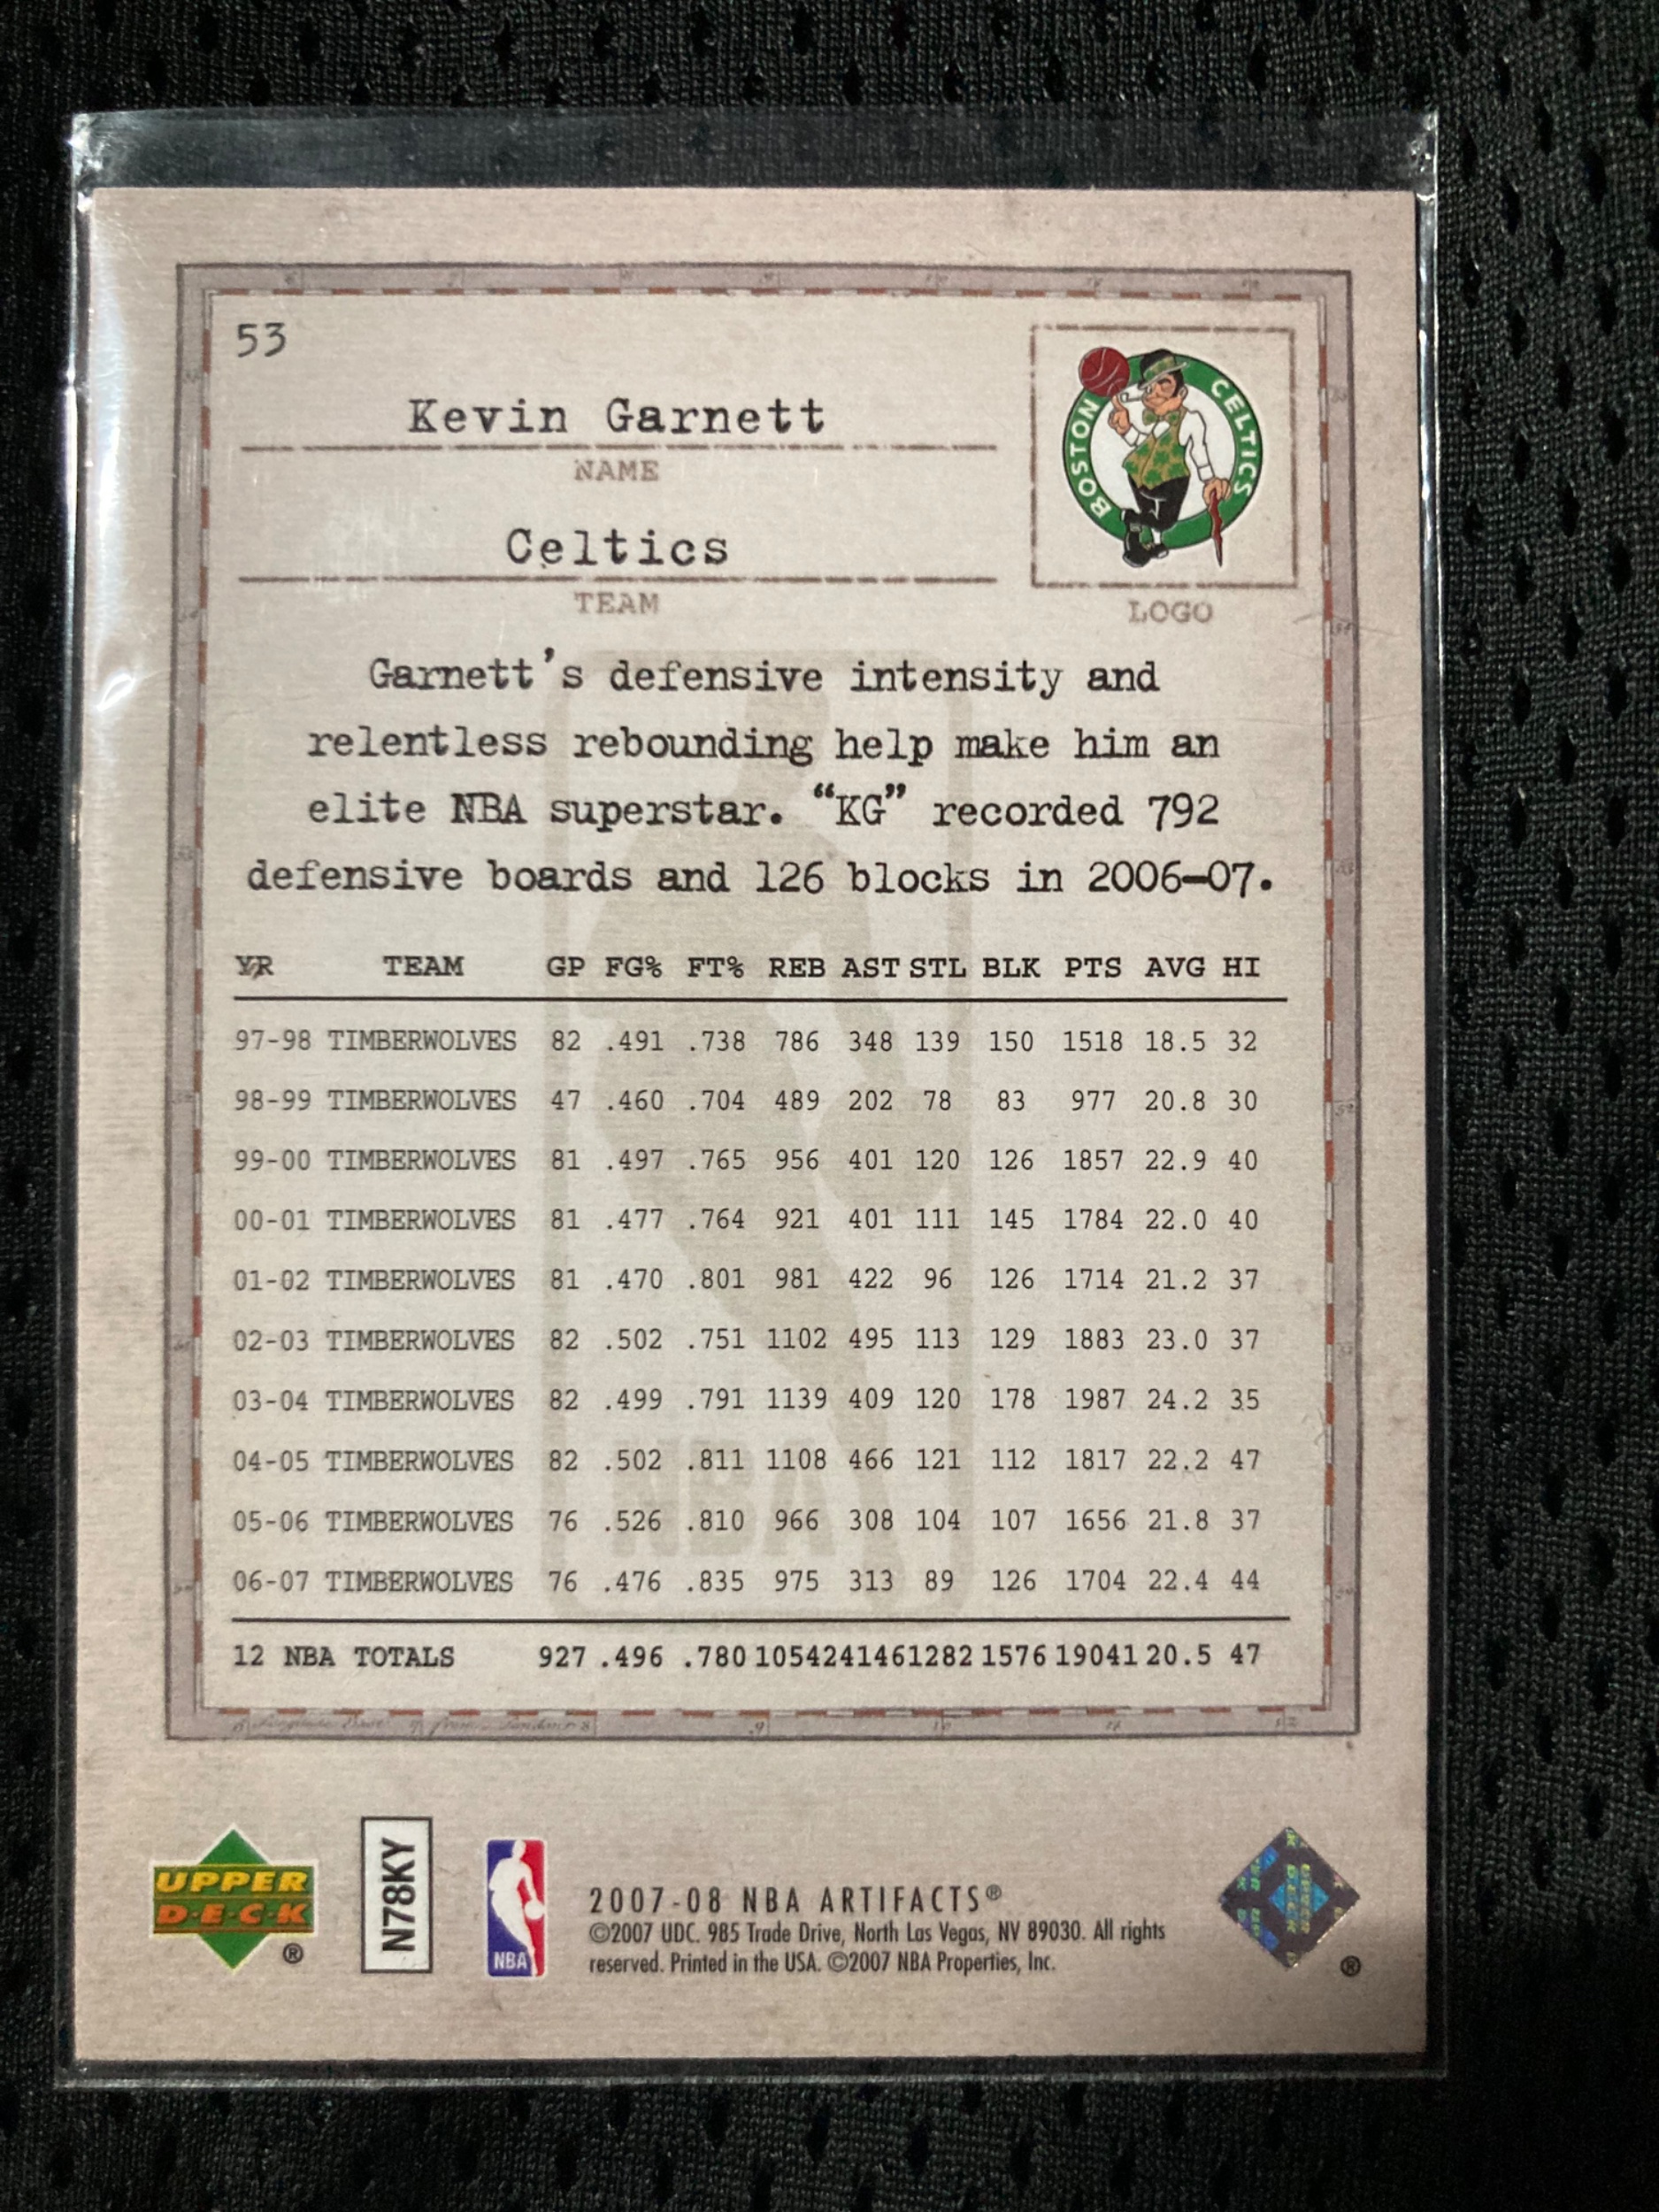 53
Kevin Garnett
NAME
Celtics
TEAM
BOSTON CELTICS
LOGO
Garnett's defensive intensity and
relentless rebounding help make him an
elite NBA superstar. “KG” recorded 792
defensive boards and 126 blocks in 2006-07.
YR TEAM GP FG% FT% REB AST STL BLK PTS AVG HI
97-98 TIMBERWOLVES 82 .491 .738 786 348 139 150 1518 18.5 32
98-99 TIMBERWOLVES 47 .460 .704 489 202 78 83 977 20.8 30
99-00 TIMBERWOLVES 81 .497 .765 956 401 120 126 1857 22.9 40
00-01 TIMBERWOLVES 81 .477 .764 921 401 111 145 1784 22.0 40
01-02 TIMBERWOLVES 81 .470 .801 981 422 96 126 1714 21.2 37
02-03 TIMBERWOLVES 82 .502 .751 1102 495 113 129 1883 23.0 37
03-04 TIMBERWOLVES 82 .499 .791 1139 409 120 178 1987 24.2 35
04-05 TIMBERWOLVES 82 .502 .811 1108 466 121 112 1817 22.2 47
05-06 TIMBERWOLVES 76 .526 .810 966 308 104 107 1656 21.8 37
06-07 TIMBERWOLVES 76 .476 .835 975 313 89 126 1704 22.4 44
12 NBA TOTALS 927 .496 .780 10542 4146 1282 1576 19041 20.5 47
NBA
UPPER
D·E·C·K
®
N78KY
NBA
2007-08 NBA ARTIFACTS®
©2007 UDC. 985 Trade Drive, North Las Vegas, NV 89030. All rights
reserved. Printed in the USA. ©2007 NBA Properties, Inc.
®